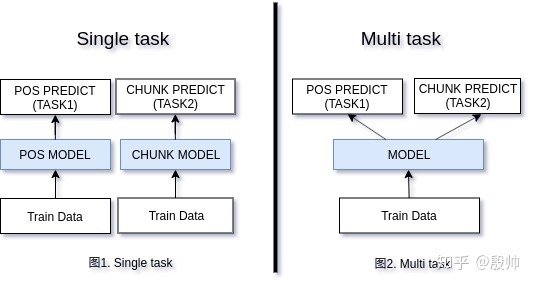 Single task
POS PREDICT
(TASK1)
CHUNK PREDICT
(TASK2)
POS MODEL
CHUNK MODEL
Train Data
Train Data
图1. Single task
Multi task
POS PREDICT
(TASK1)
CHUNK PREDICT
(TASK2)
MODEL
Train Data
图2. Multi task
知乎 @殷帅